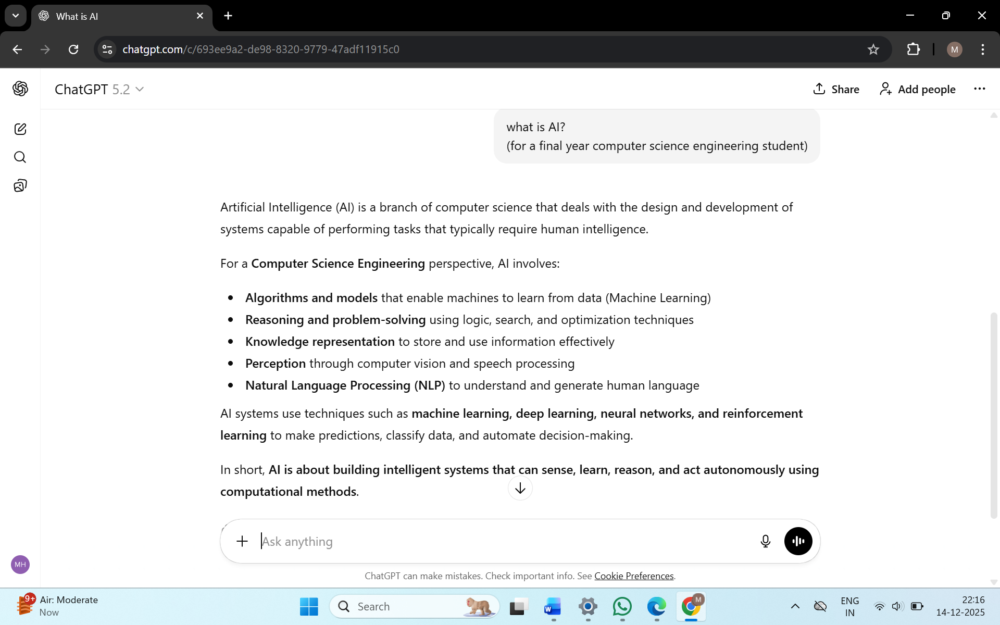 What is AI
chatgpt.com/c/693ee9a2-de98-8320-9779-47adf11915c0
M
ChatGPT 5.2
Share
Add people
what is AI?
(for a final year computer science engineering student)
Artificial Intelligence (AI) is a branch of computer science that deals with the design and development of
systems capable of performing tasks that typically require human intelligence.
For a Computer Science Engineering perspective, AI involves:
• Algorithms and models that enable machines to learn from data (Machine Learning)
• Reasoning and problem-solving using logic, search, and optimization techniques
• Knowledge representation to store and use information effectively
• Perception through computer vision and speech processing
• Natural Language Processing (NLP) to understand and generate human language
AI systems use techniques such as machine learning, deep learning, neural networks, and reinforcement
learning to make predictions, classify data, and automate decision-making.
In short, AI is about building intelligent systems that can sense, learn, reason, and act autonomously using
computational methods.
Ask anything
MH
ChatGPT can make mistakes. Check important info. See Cookie Preferences.
9+
Air: Moderate
Now
Search
W
M
ENG
IN
22:16
14-12-2025